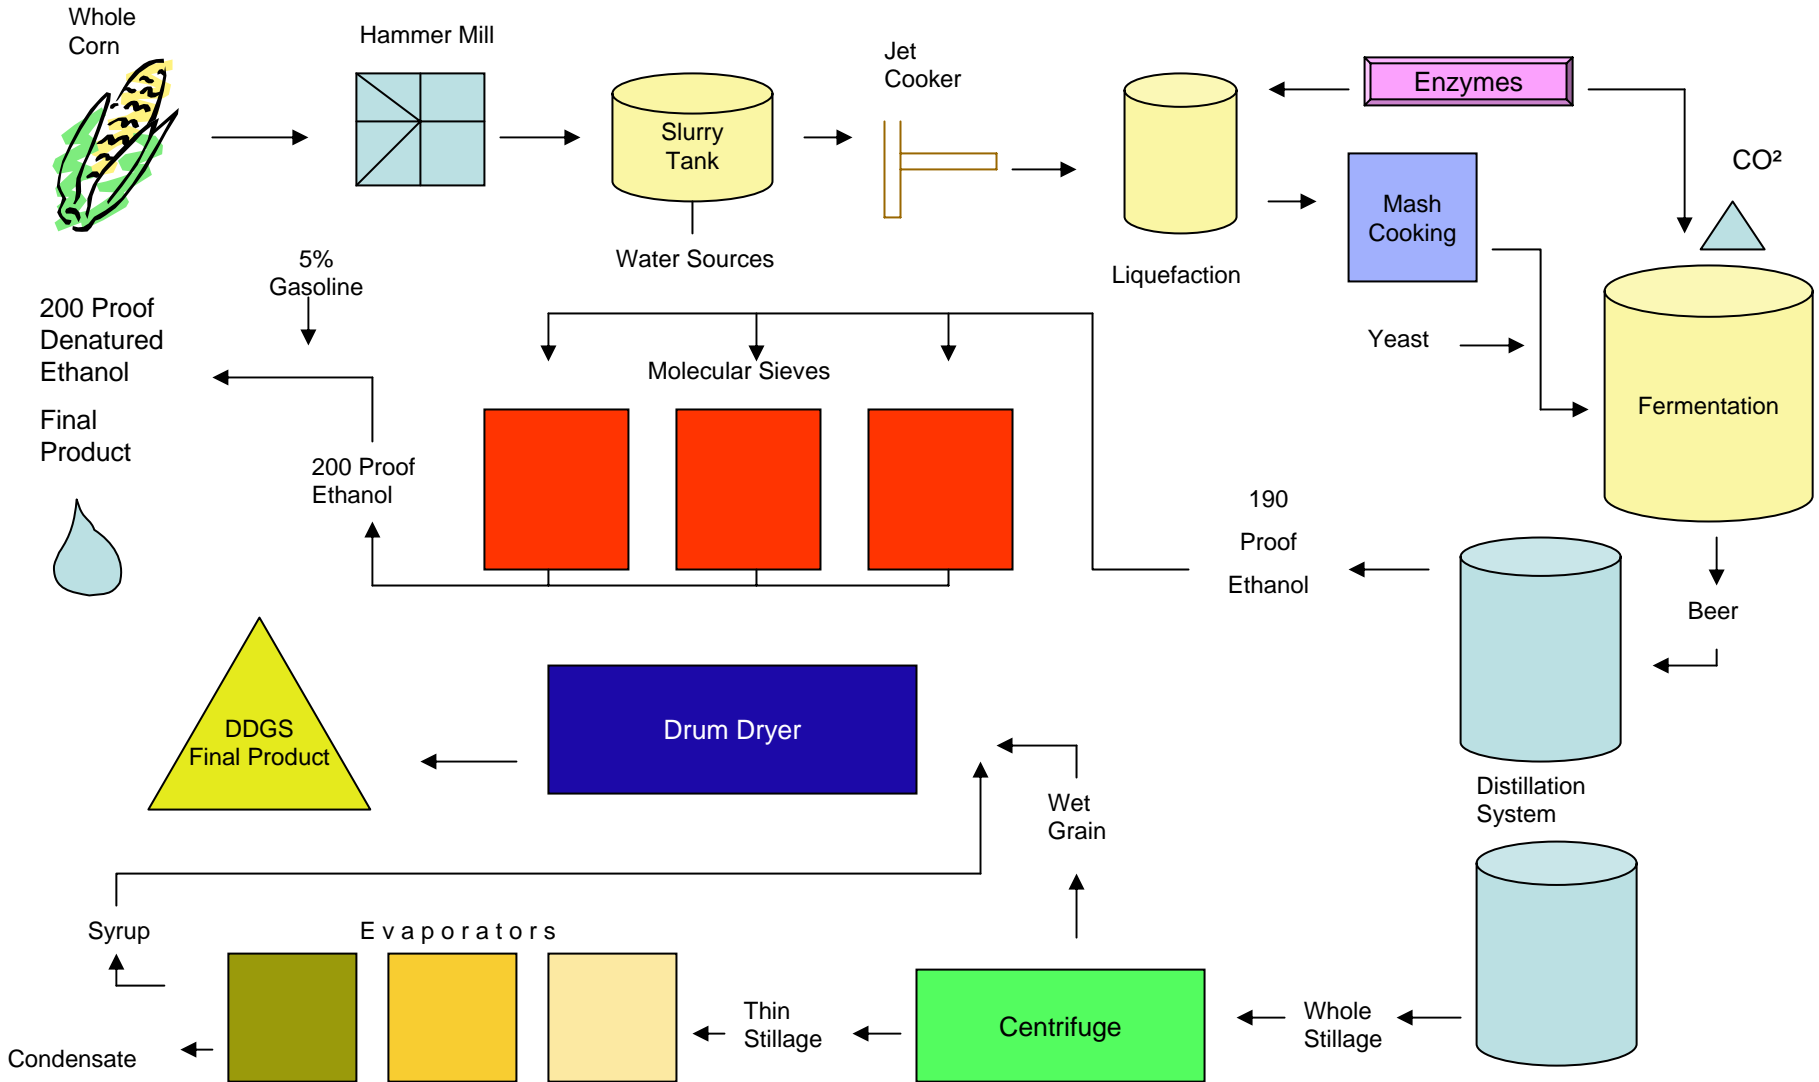 Whole
Corn
Hammer Mill
Slurry
Tank
Water Sources
Jet
Cooker
Liquefaction
Enzymes
Mash
Cooking
CO²
Yeast
Fermentation
5%
Gasoline
200 Proof
Denatured
Ethanol
Final
Product
200 Proof
Ethanol
Molecular Sieves
190
Proof
Ethanol
Beer
Distillation
System
DDGS
Final Product
Drum Dryer
Wet
Grain
Syrup
Evaporators
Condensate
Thin
Stillage
Centrifuge
Whole
Stillage